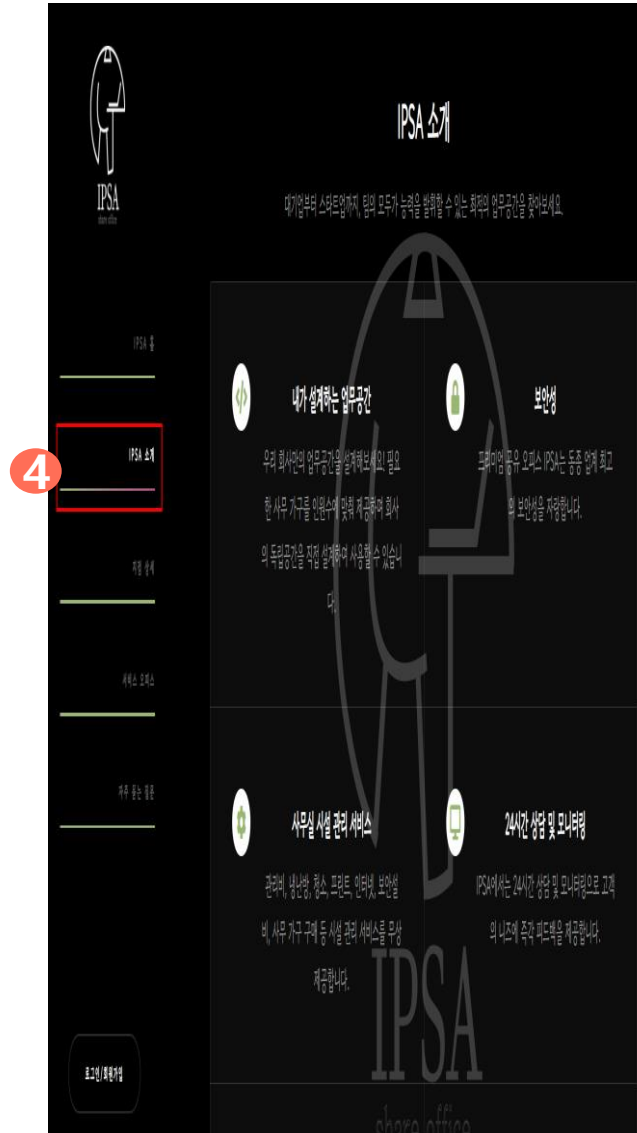 IPSA
share office
IPSA 홈
4
IPSA 소개
지점 상세
서비스 오피스
자주 묻는 질문
로그인/회원가입
IPSA 소개
대기업부터 스타트업까지, 팀의 모두가 능력을 발휘할 수 있는 최적의 업무공간을 찾아보세요.
내가 설계하는 업무공간
우리 회사만의 업무공간을 설계해보세요! 필요
한 사무 가구를 인원수에 맞춰 제공하며 회사
의 독립공간을 직접 설계하여 사용할 수 있습니
다.
보안성
프리미엄 공유 오피스 IPSA는 동종 업계 최고
의 보안성을 자랑합니다.
사무실 시설 관리 서비스
관리비, 냉난방, 청소, 프린트, 인터넷, 보안설
비, 사무 가구 구매 등 시설 관리 서비스를 무상
제공합니다.
24시간 상담 및 모니터링
IPSA에서는 24시간 상담 및 모니터링으로 고객
의 니즈에 즉각 피드백을 제공합니다.
IPSA
share office